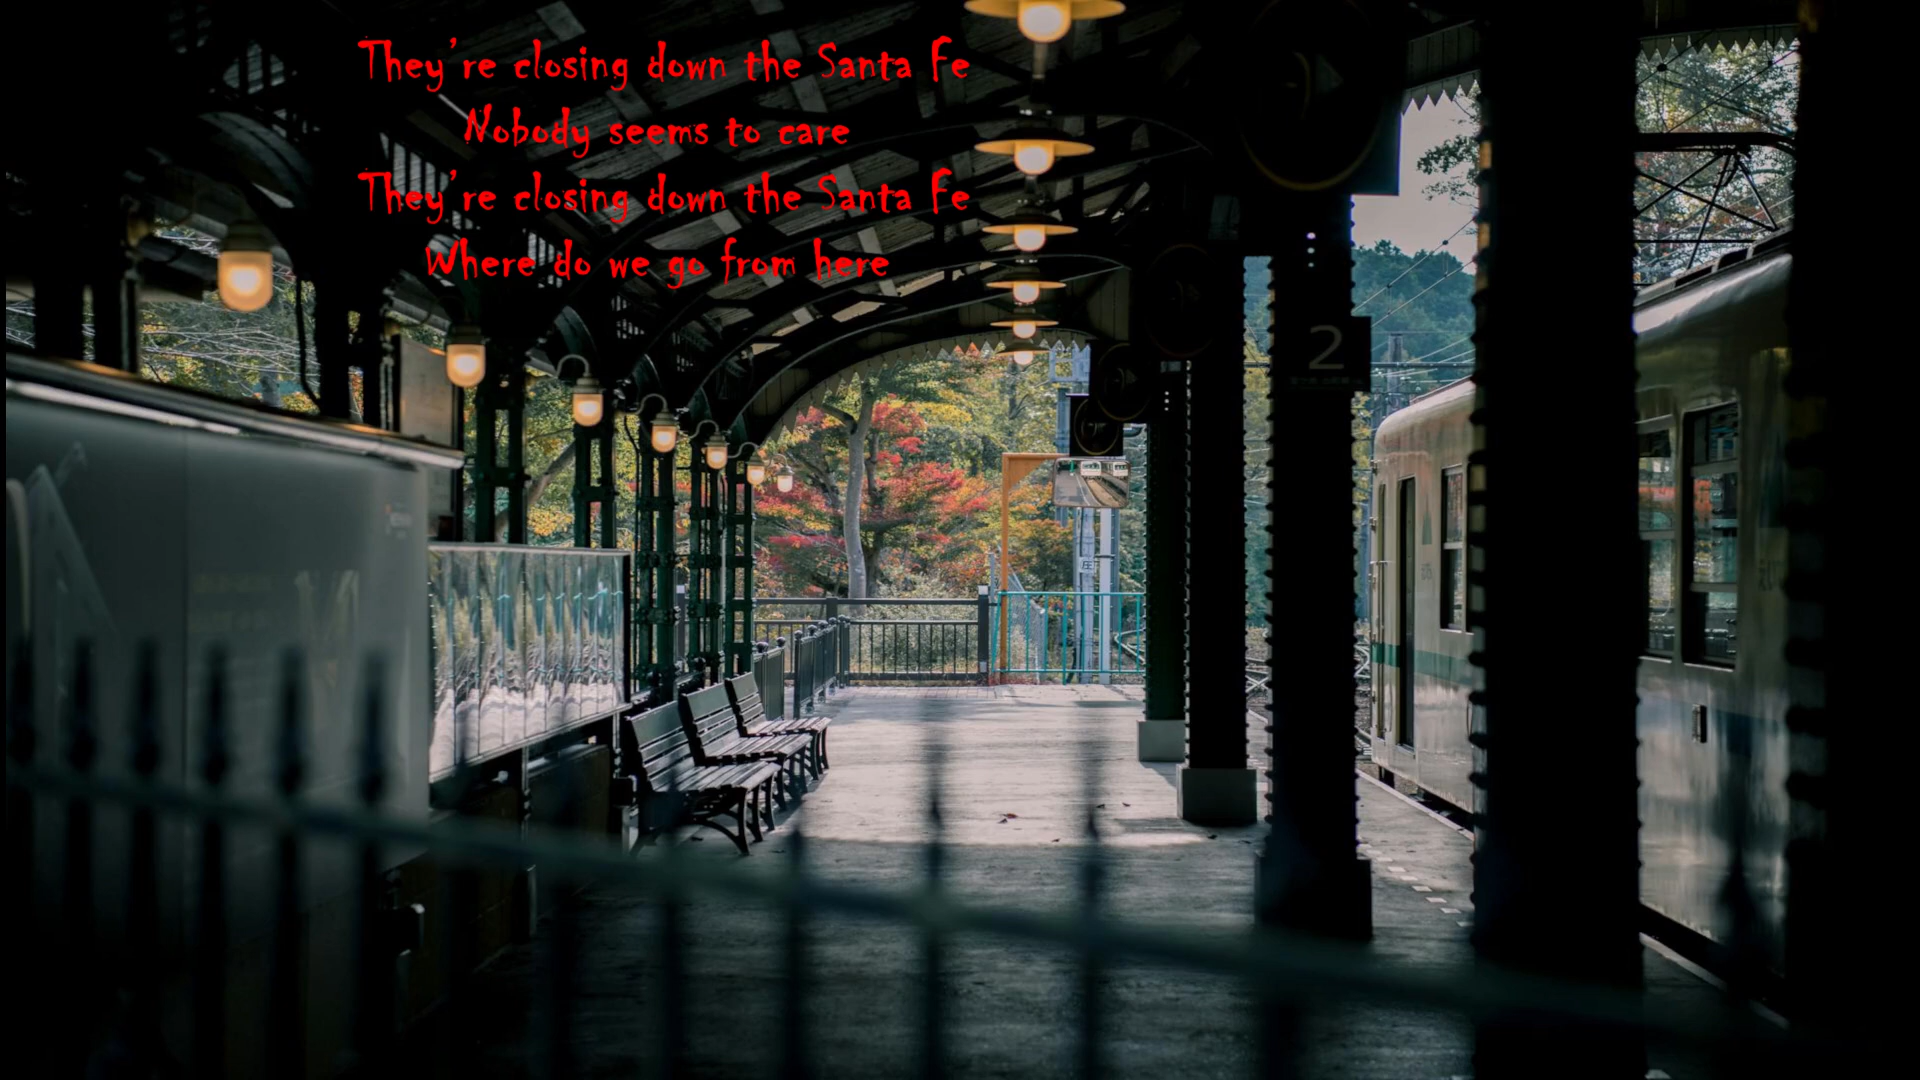 They're closing down the Santa Fe
Nobody seems to care
They're closing down the Santa Fe
Where do we go from here
2